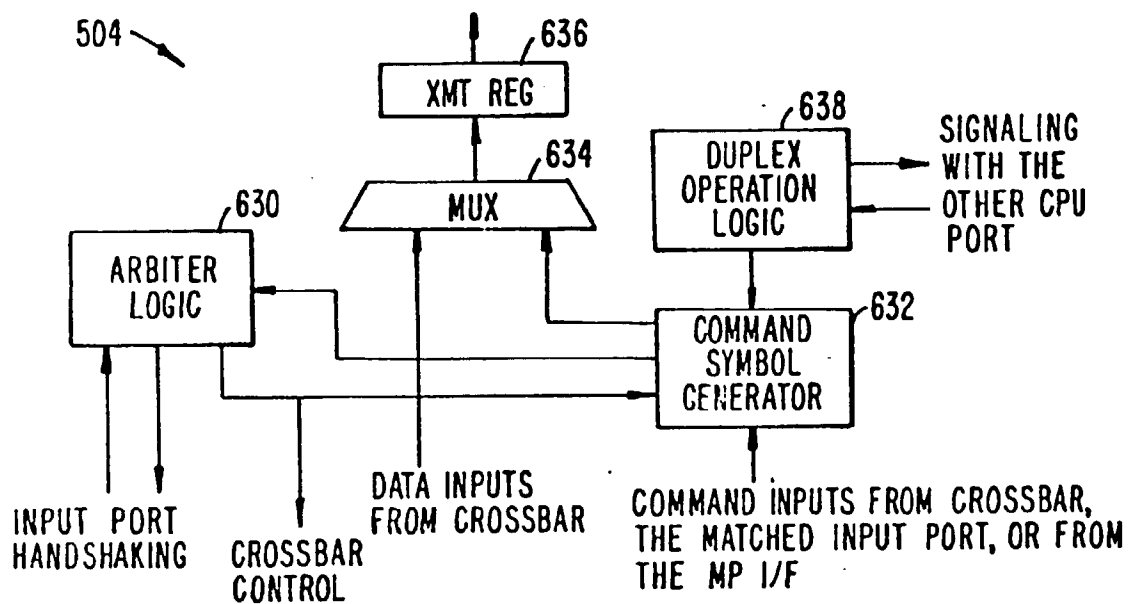 504
636
XMT REG
638
DUPLEX
OPERATION
LOGIC
SIGNALING
WITH THE
OTHER CPU
PORT
634
MUX
630
ARBITER
LOGIC
632
COMMAND
SYMBOL
GENERATOR
INPUT PORT
HANDSHAKING
CROSSBAR
CONTROL
DATA INPUTS
FROM CROSSBAR
COMMAND INPUTS FROM CROSSBAR,
THE MATCHED INPUT PORT, OR FROM
THE MP I/F